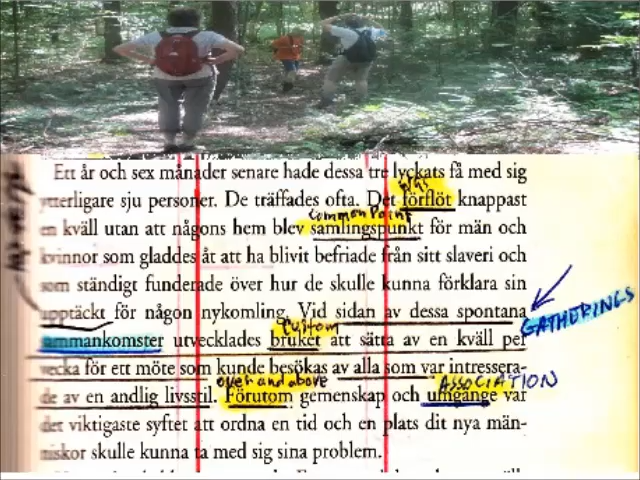 Ett år och sex månader senare hade dessa tre lyckats få med sig
ytterligare sju personer. De träffades ofta. Det förflöt knappast
common Point
en kväll utan att någons hem blev samlingspunkt för män och
kvinnor som gladdes åt att ha blivit befriade från sitt slaveri och
som ständigt funderade över hur de skulle kunna förklara sin
upptäckt för någon nykomling. Vid sidan av dessa spontana
GATHERINGS
Custom
ammankomster utvecklades bruket att sätta av en kväll per
vecka för ett möte som kunde besökas av alla som var intressera-
over and above ASSOCIATION
de av en andlig livsstil. Förutom gemenskap och umgänge var
det viktigaste syftet att ordna en tid och en plats dit nya män-
niskor skulle kunna ta med sig sina problem.